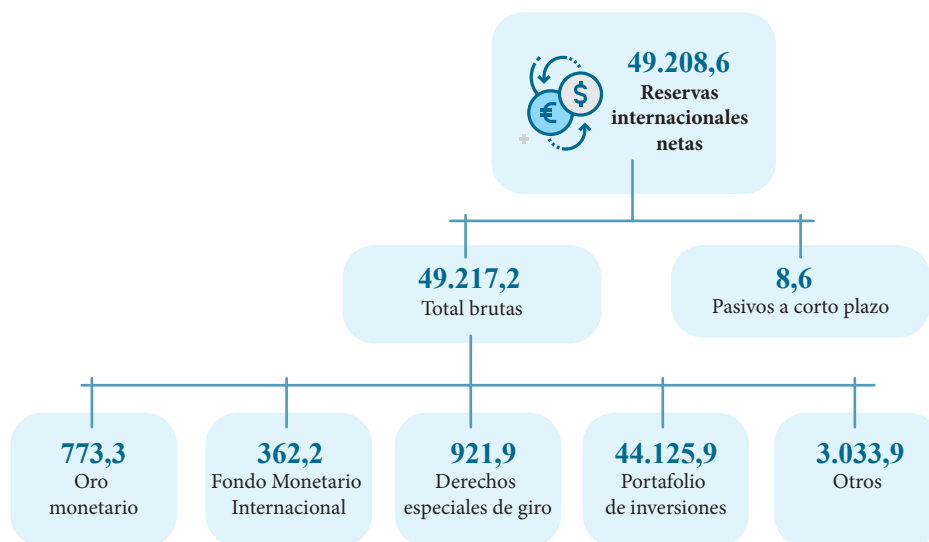 49.208,6
Reservas
internacionales
netas
€
$
49.217,2
Total brutas
8,6
Pasivos a corto plazo
773,3
Oro
monetario
362,2
Fondo Monetario
Internacional
921,9
Derechos
especiales de giro
44.125,9
Portafolio
de inversiones
3.033,9
Otros